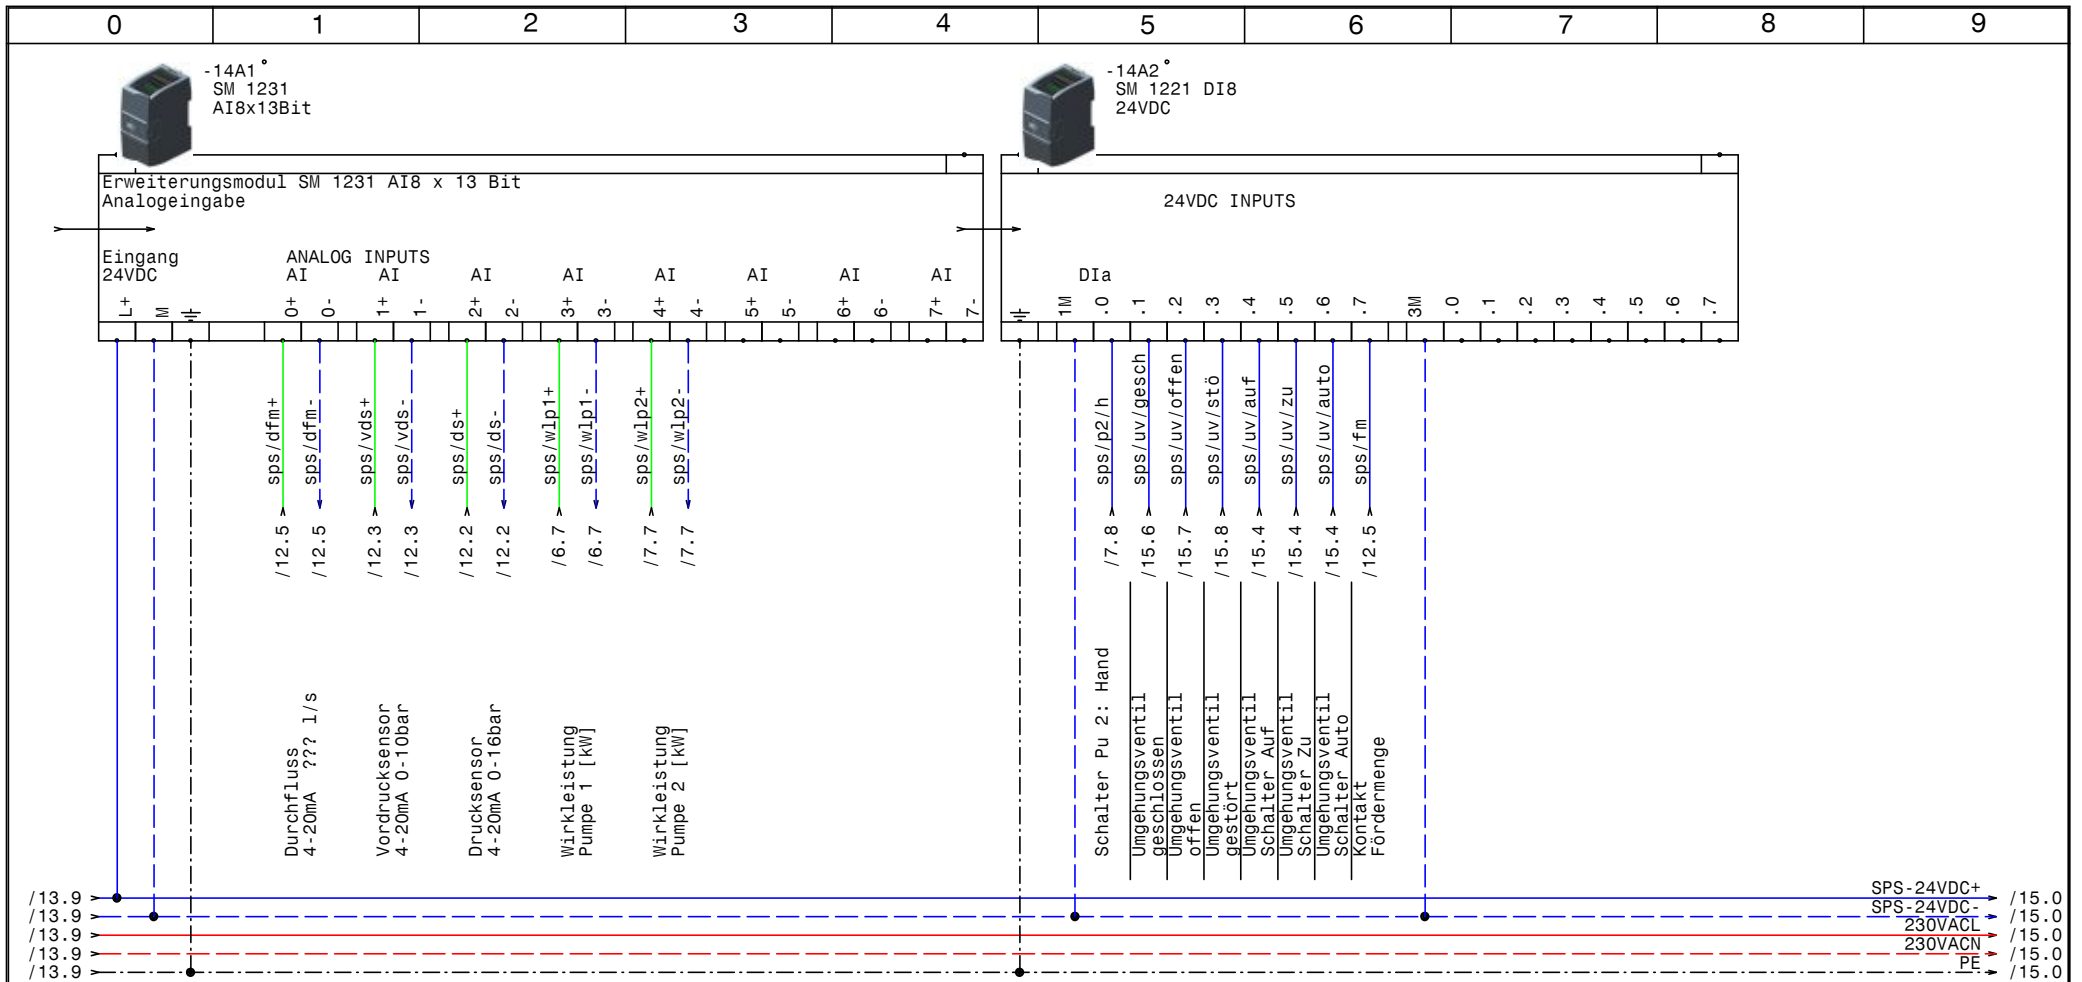 0 1 2 3 4 5 6 7 8 9
-14A1
SM 1231
AI8x13Bit
-14A2
SM 1221 DI8
24VDC
Erweiterungsmodul SM 1231 AI8 x 13 Bit
Analogeingabe
24VDC INPUTS
Eingang
24VDC
ANALOG INPUTS
AI AI AI AI AI AI AI AI
DIa
L+ M 0+ 0- 1+ 1- 2+ 2- 3+ 3- 4+ 4- 5+ 5- 6+ 6- 7+ 7-
1M .0 .1 .2 .3 .4 .5 .6 .7 3M .0 .1 .2 .3 .4 .5 .6 .7
sps/dfm+
sps/dfm-
sps/vds+
sps/vds-
sps/ds+
sps/ds-
sps/wlp1+
sps/wlp1-
sps/wlp2+
sps/wlp2-
sps/p2/h
sps/uv/gesch
sps/uv/offen
sps/uv/stö
sps/uv/auf
sps/uv/zu
sps/uv/auto
sps/fm
/12.5
/12.5
/12.3
/12.3
/12.2
/12.2
/6.7
/6.7
/7.7
/7.7
/7.8
/15.6
/15.7
/15.8
/15.4
/15.4
/15.4
/12.5
Durchfluss
4-20mA ??? l/s
Vordrucksensor
4-20mA 0-10bar
Drucksensor
4-20mA 0-16bar
Wirkleistung
Pumpe 1 [kW]
Wirkleistung
Pumpe 2 [kW]
Schalter Pu 2: Hand
Umgehungsventil
geschlossen
Umgehungsventil
offen
Umgehungsventil
gestört
Umgehungsventil
Schalter Auf
Umgehungsventil
Schalter Zu
Umgehungsventil
Schalter Auto
Kontakt
Fördermenge
/13.9 SPS-24VDC+ /15.0
/13.9 SPS-24VDC- /15.0
/13.9 230VACL /15.0
/13.9 230VACN /15.0
/13.9 PE /15.0